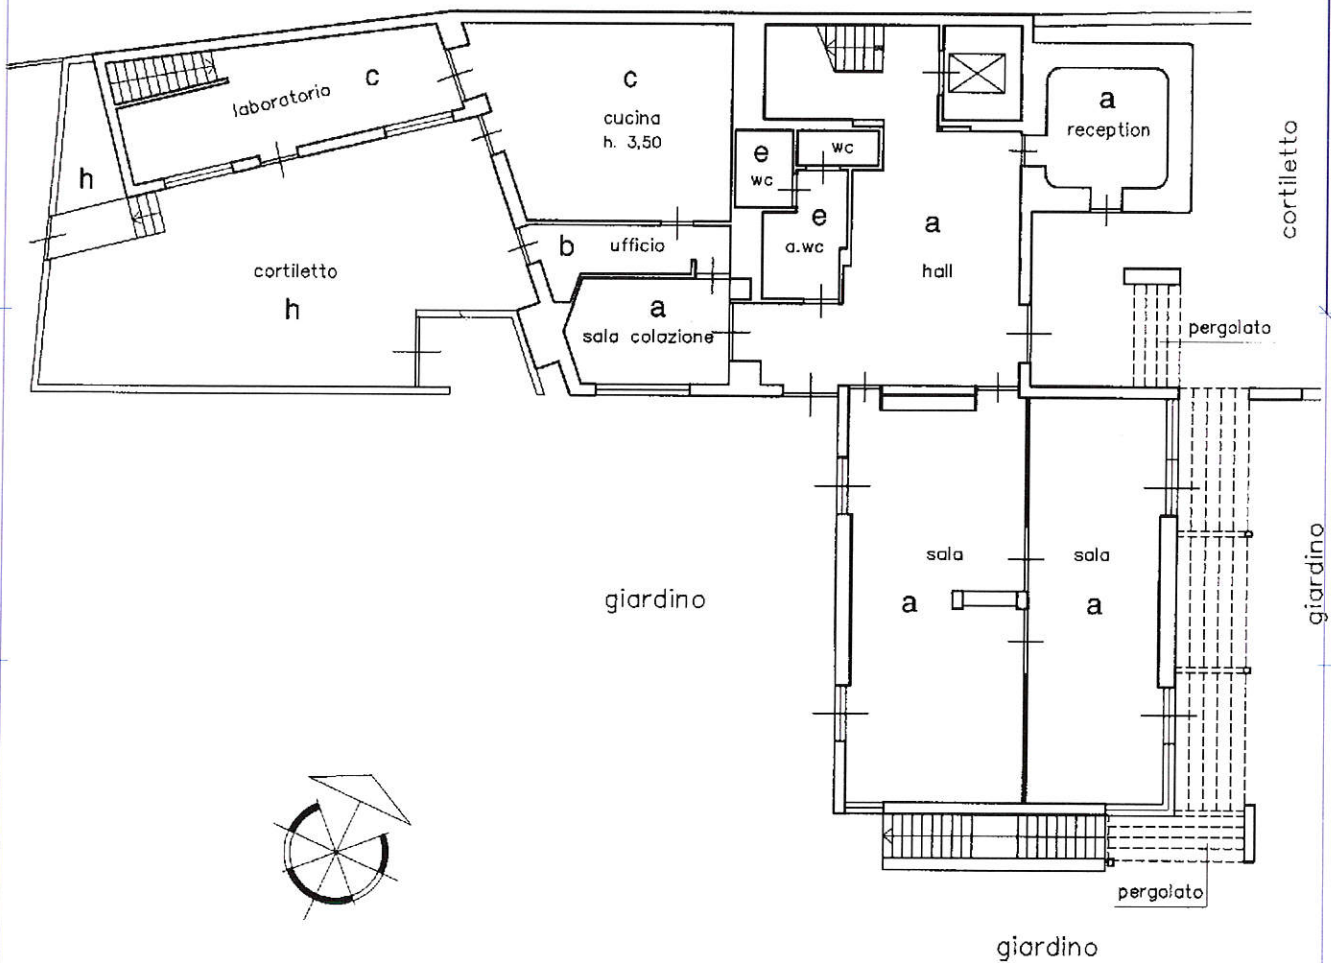 c
laboratorio
c
cucina
h. 3,50
a
reception
cortiletto
wc
e
wc
h
e
a.wc
a
hall
b
ufficio
cortiletto
h
a
sala colazione
pergolato
sala
sala
a
a
giardino
giardino
pergolato
giardino